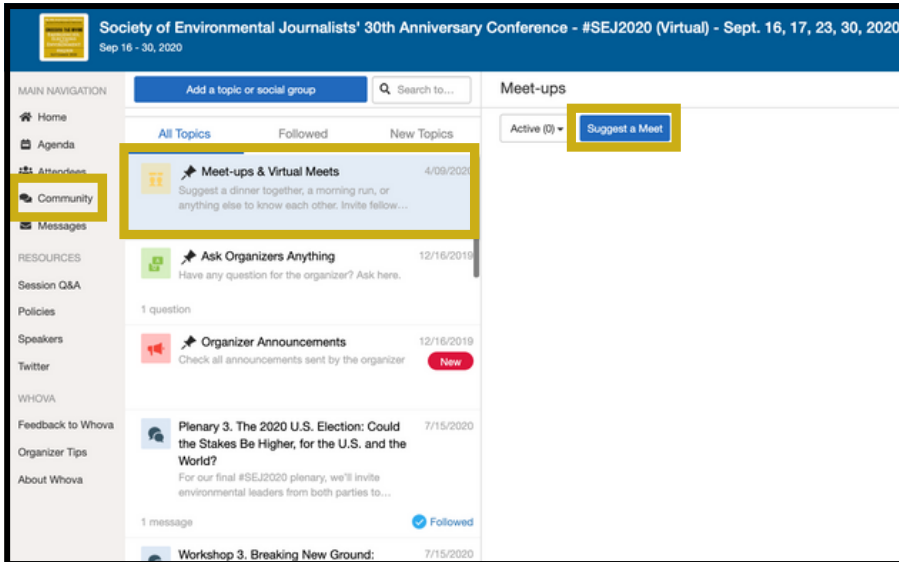 Society of Environmental Journalists' 30th Anniversary Conference - #SEJ2020 (Virtual) - Sept. 16, 17, 23, 30, 2020
Sep 16 - 30, 2020
MAIN NAVIGATION
Home
Agenda
Attendees
Community
Messages
RESOURCES
Session Q&A
Policies
Speakers
Twitter
WHOVA
Feedback to Whova
Organizer Tips
About Whova
Add a topic or social group
Search to...
All Topics
Followed
New Topics
Meet-ups & Virtual Meets
4/09/2020
Suggest a dinner together, a morning run, or
anything else to know each other. Invite fellow...
Ask Organizers Anything
12/16/2019
Have any question for the organizer? Ask here.
1 question
Organizer Announcements
12/16/2019
Check all announcements sent by the organizer
New
Plenary 3. The 2020 U.S. Election: Could
7/15/2020
the Stakes Be Higher, for the U.S. and the
World?
For our final #SEJ2020 plenary, we'll invite
environmental leaders from both parties to...
1 message
Followed
Workshop 3. Breaking New Ground:
7/15/2020
Meet-ups
Active (0)
Suggest a Meet